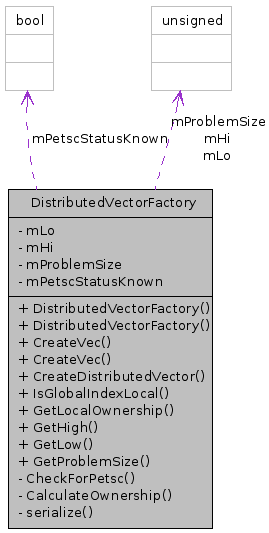 bool
unsigned
mPetscStatusKnown
mProblemSize
mHi
mLo
DistributedVectorFactory
- mLo
- mHi
- mProblemSize
- mPetscStatusKnown
+ DistributedVectorFactory()
+ DistributedVectorFactory()
+ CreateVec()
+ CreateVec()
+ CreateDistributedVector()
+ IsGlobalIndexLocal()
+ GetLocalOwnership()
+ GetHigh()
+ GetLow()
+ GetProblemSize()
- CheckForPetsc()
- CalculateOwnership()
- serialize()